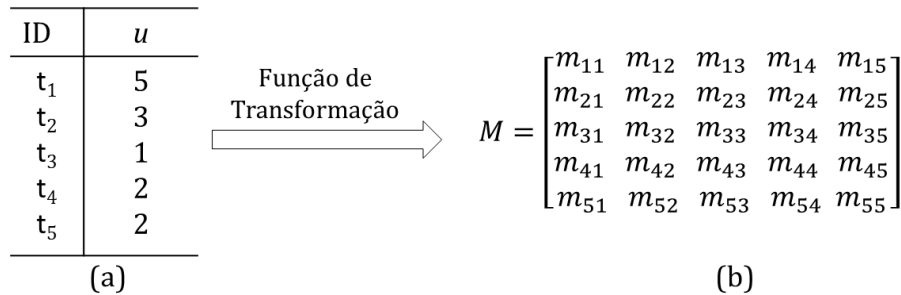 ID u
t₁ 5
t₂ 3
t₃ 1
t₄ 2
t₅ 2
(a)
Função de
Transformação
m₁₁ m₁₂ m₁₃ m₁₄ m₁₅
m₂₁ m₂₂ m₂₃ m₂₄ m₂₅
M = m₃₁ m₃₂ m₃₃ m₃₄ m₃₅
m₄₁ m₄₂ m₄₃ m₄₄ m₄₅
m₅₁ m₅₂ m₅₃ m₅₄ m₅₅
(b)